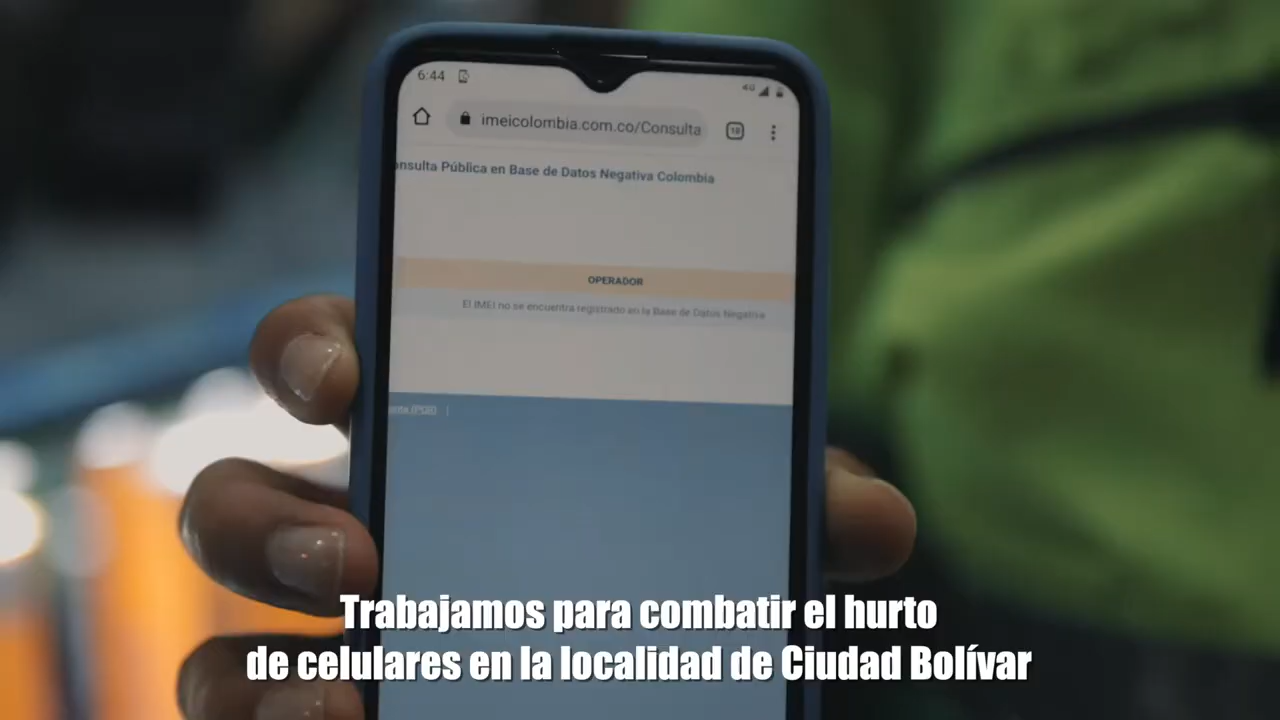 6:44
4G
imeicolombia.com.co/Consulta
18
onsulta Pública en Base de Datos Negativa Colombia
OPERADOR
El IMEI no se encuentra registrado en la Base de Datos Negativa
Trabajamos para combatir el hurto
de celulares en la localidad de Ciudad Bolívar